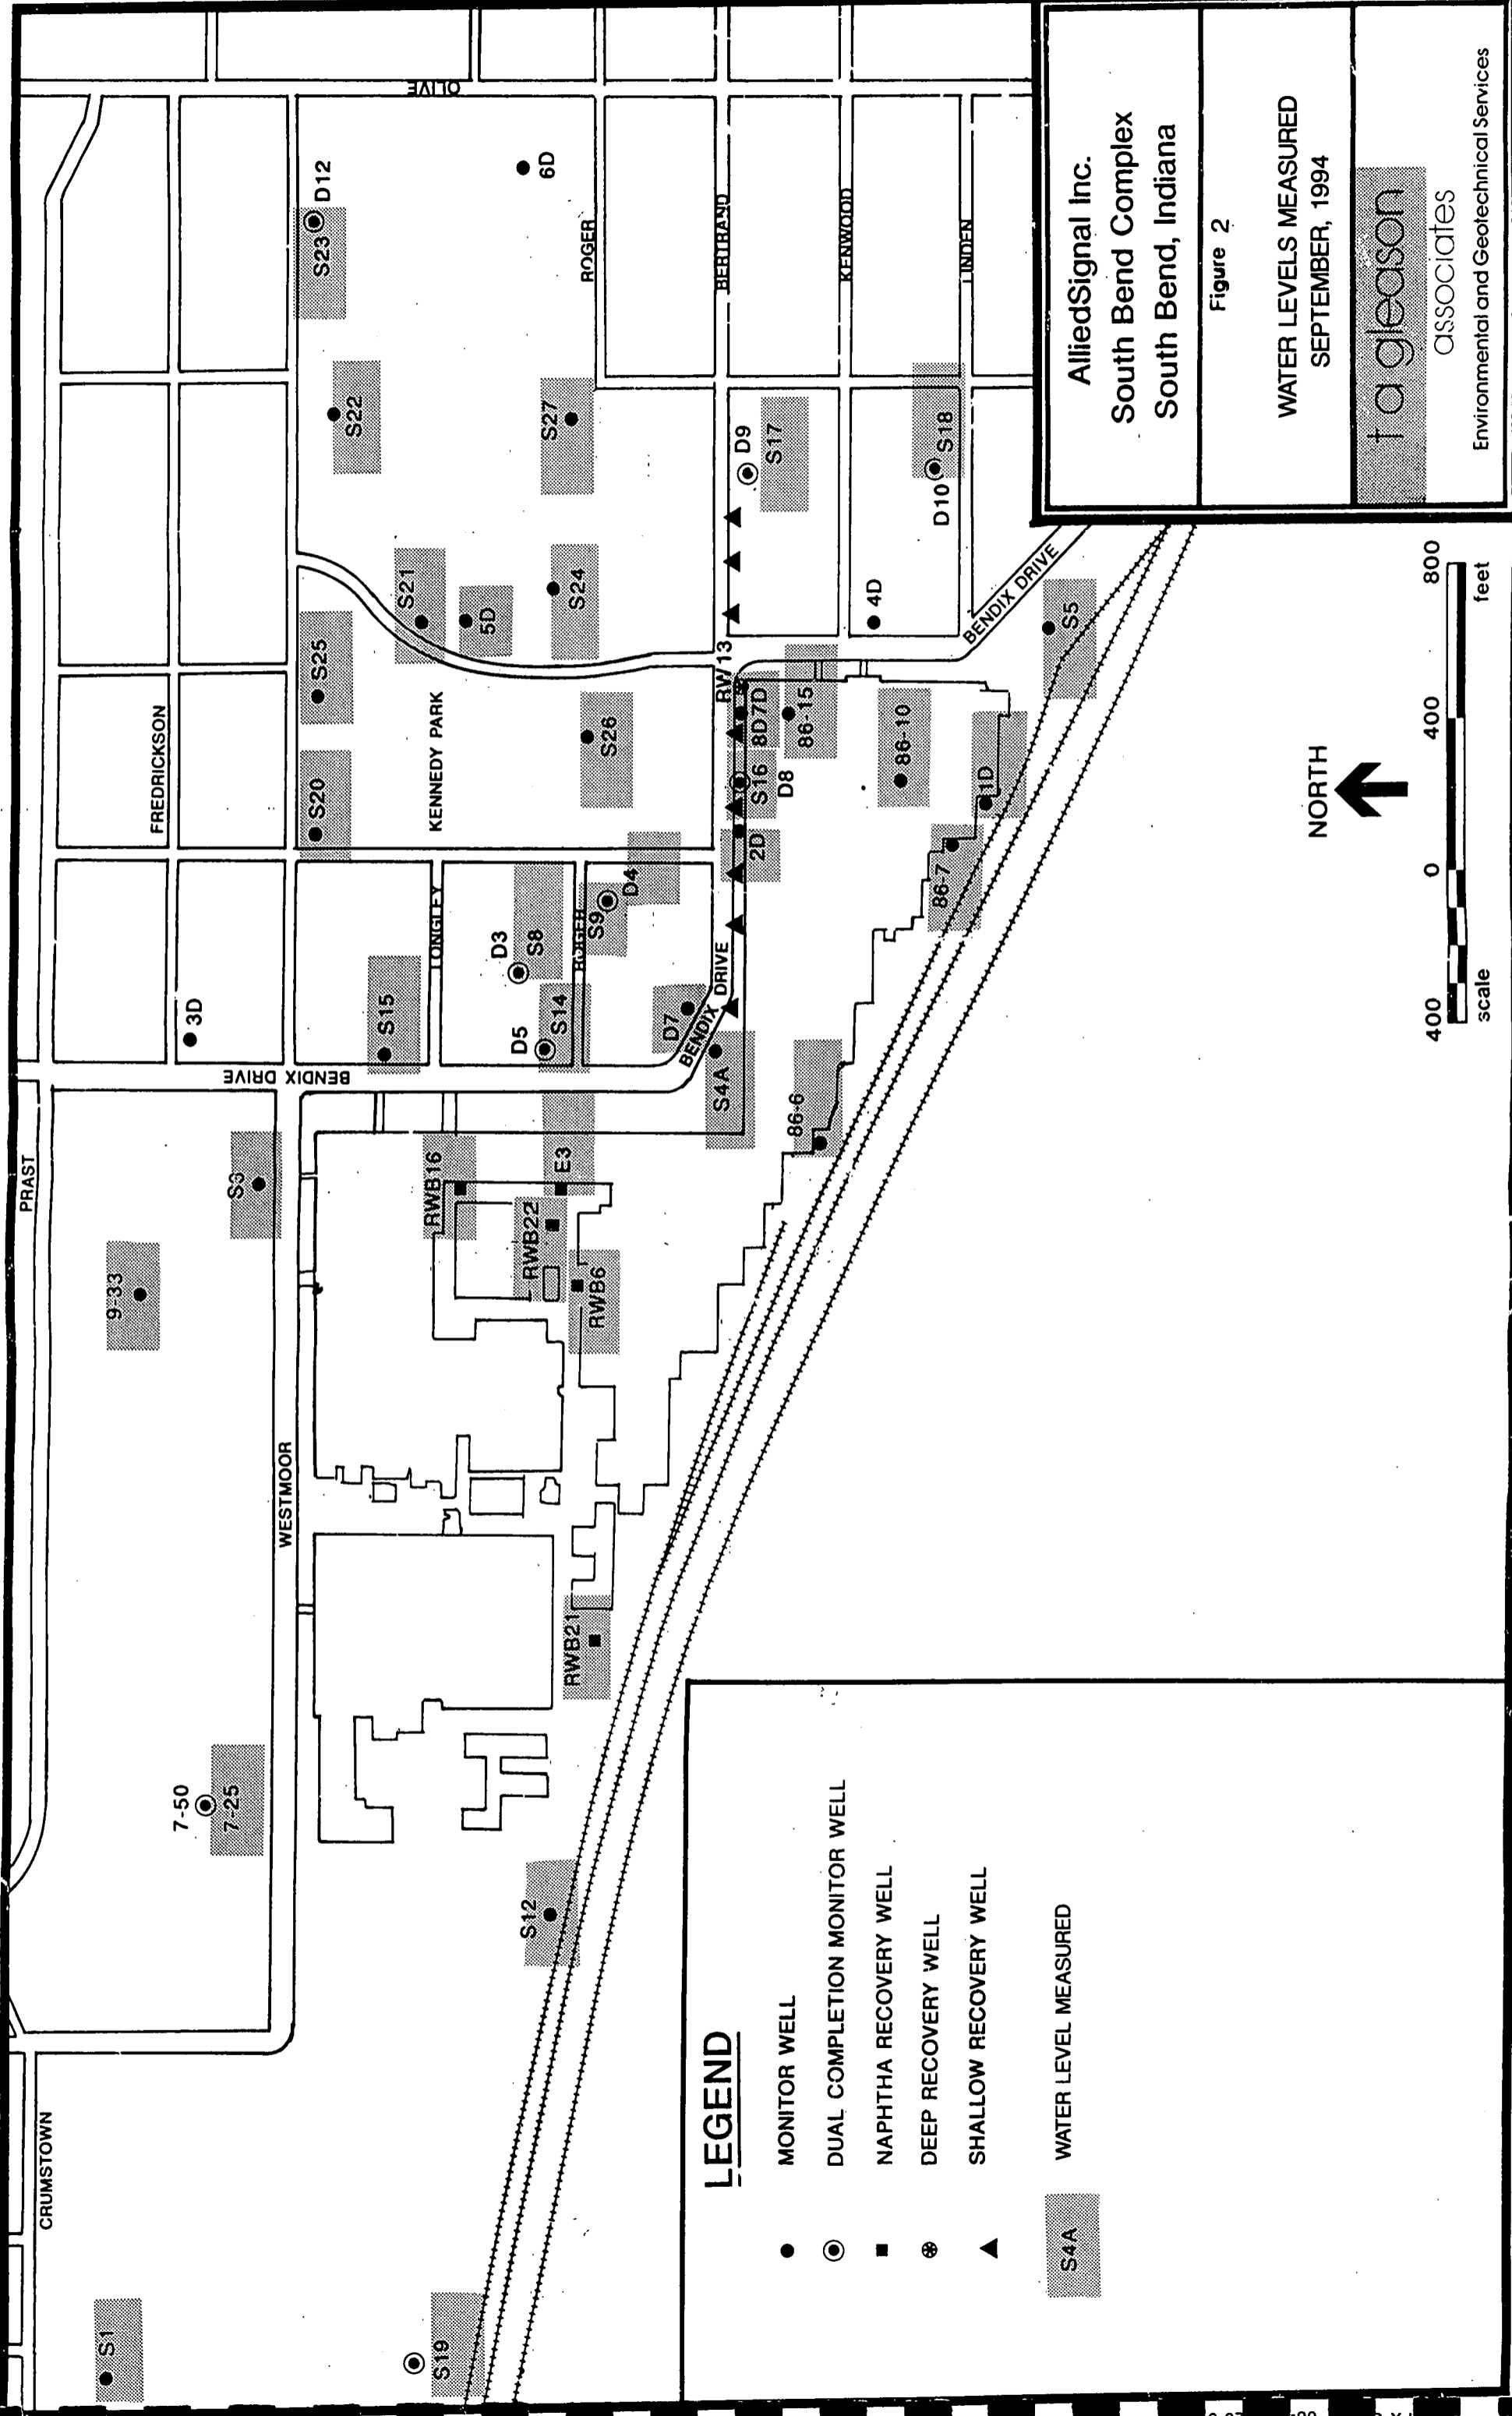 CRUMSTOWN
PRAST
WESTMOOR
BENDIX DRIVE
FREDRICKSON
OLIVE
LONGLEY
KENNEDY PARK
ROGER
ROGER
BERTRAND
KENWOOD
LINDEN
BENDIX DRIVE
BENDIX DRIVE
S1
S19
7-50
7-25
S12
9-33
S3
RWB21
RWB16
RWB22
E3
RWB6
3D
S15
D3
S8
D5
S14
S9
D4
D7
S4A
86-6
S20
S25
S21
5D
S24
S26
S22
S23
D12
6D
S27
RW13
8D7D
S16
D8
2D
86-15
86-10
1D
86-7
D9
S17
4D
D10
S18
S5
LEGEND
MONITOR WELL
DUAL COMPLETION MONITOR WELL
NAPHTHA RECOVERY WELL
DEEP RECOVERY WELL
SHALLOW RECOVERY WELL
S4A WATER LEVEL MEASURED
NORTH
400 0 400 800
scale feet
AlliedSignal Inc.
South Bend Complex
South Bend, Indiana
Figure 2
WATER LEVELS MEASURED
SEPTEMBER, 1994
t a gleason
associates
Environmental and Geotechnical Services